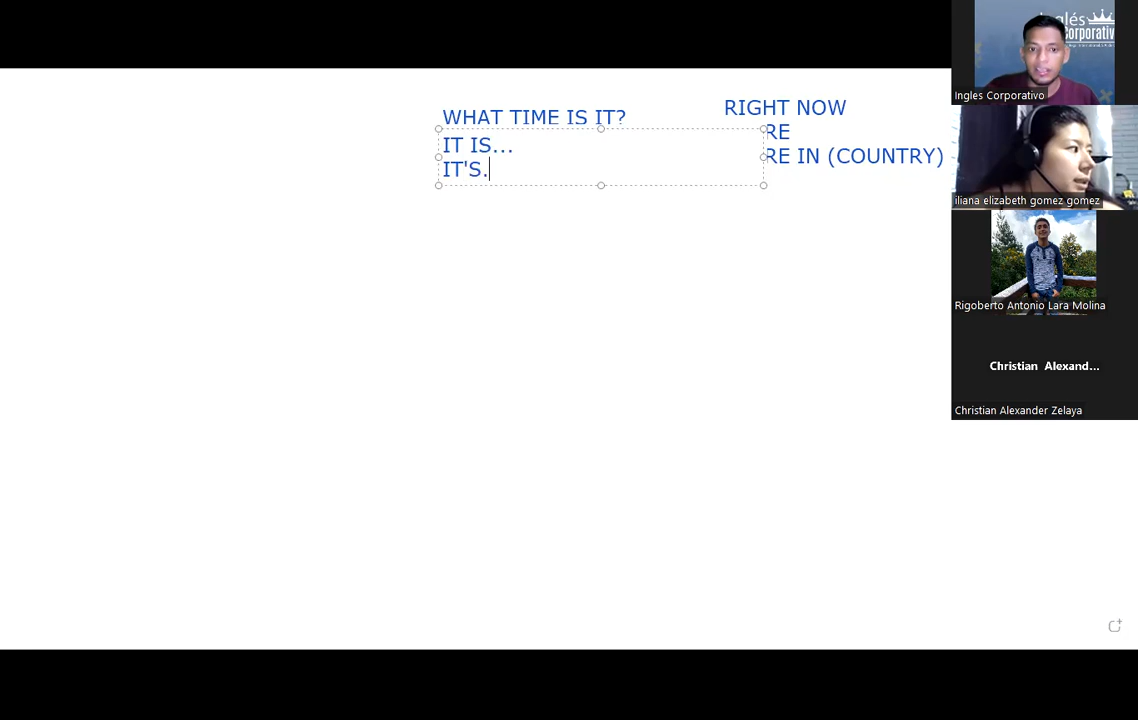 WHAT TIME IS IT?
IT IS...
IT'S.
RIGHT NOW
RE
RE IN (COUNTRY)
Inglés
Corporativ
Ingles Corporativo
iliana elizabeth gomez gomez
Rigoberto Antonio Lara Molina
Christian Alexand...
Christian Alexander Zelaya